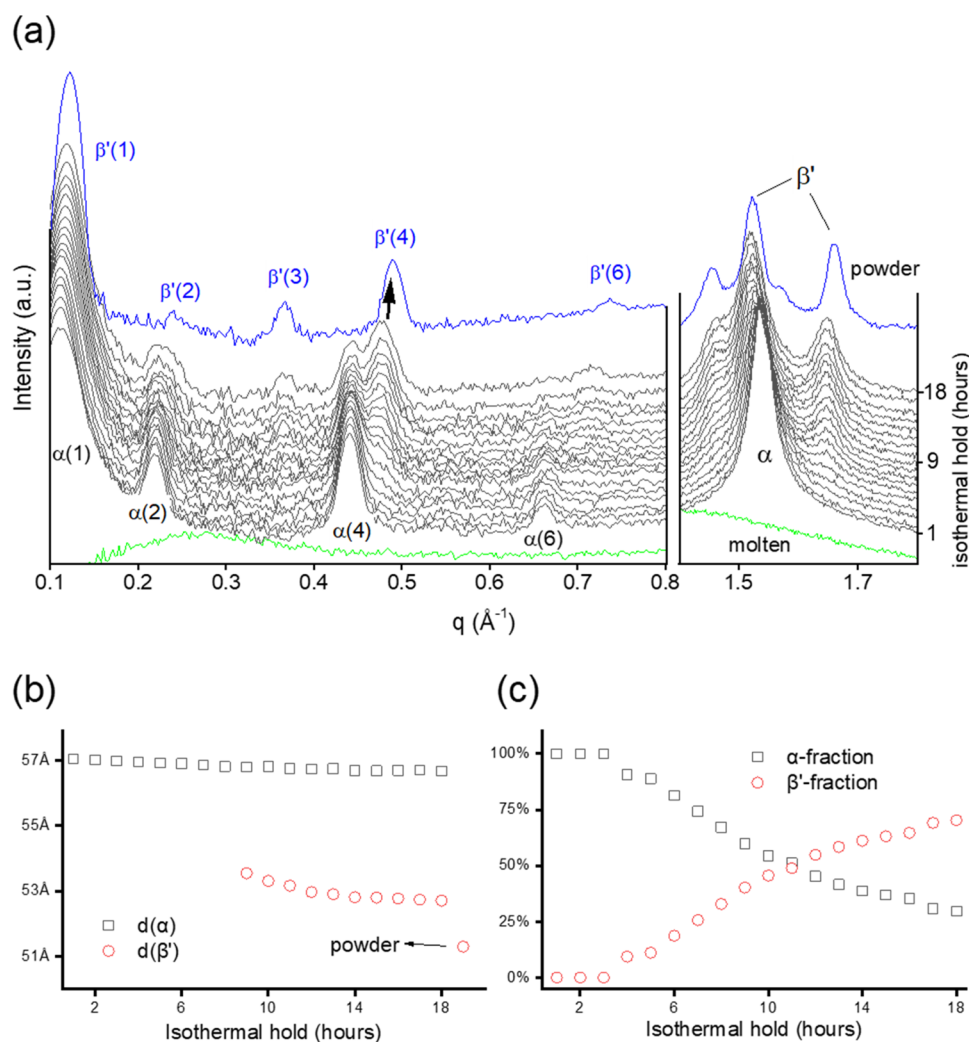 (a)
β'(1)
β'(2)
β'(3)
β'(4)
β'(6)
β'
powder
α(1)
α(2)
α(4)
α(6)
α
molten
Intensity (a.u.)
0.1 0.2 0.3 0.4 0.5 0.6 0.7 0.8 1.5 1.7
q (Å⁻¹)
18
9
1
isothermal hold (hours)
(b)
57Å
55Å
53Å
51Å
d(α)
d(β')
powder
2 6 10 14 18
Isothermal hold (hours)
(c)
100%
75%
50%
25%
0%
α-fraction
β'-fraction
2 6 10 14 18
Isothermal hold (hours)